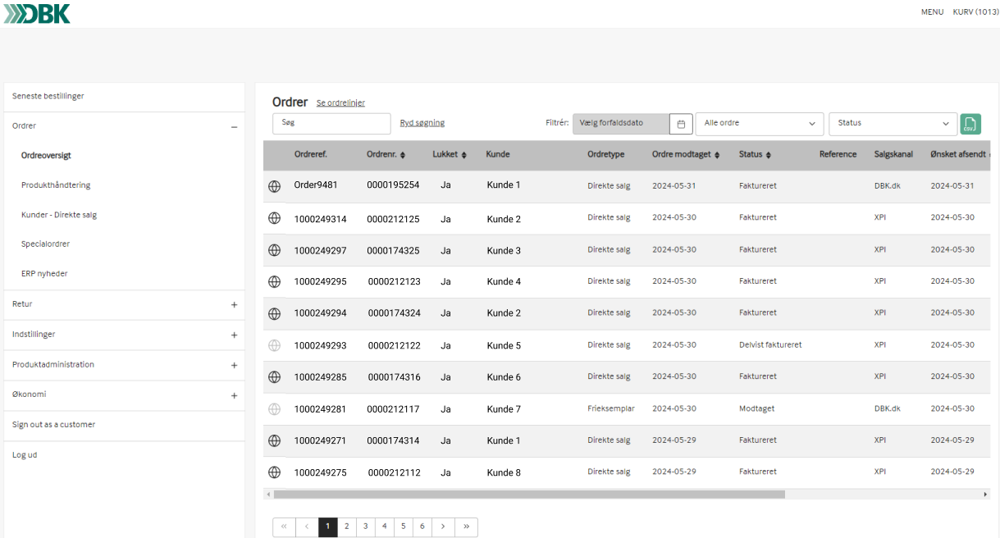 DBK
MENU KURV (1013)
Seneste bestillinger
Ordrer
Ordreoversigt
Produkthåndtering
Kunder - Direkte salg
Specialordrer
ERP nyheder
Retur
Indstillinger
Produktadministration
Økonomi
Sign out as a customer
Log ud
Ordrer Se ordrelinjer
Søg Ryd søgning Filtrér: Vælg forfaldsdato Alle ordre Status CSV
Ordreref. Ordrenr. Lukket Kunde Ordretype Ordre modtaget Status Reference Salgskanal Ønsket afsendt
Order9481 0000195254 Ja Kunde 1 Direkte salg 2024-05-31 Faktureret DBK.dk 2024-05-31
1000249314 0000212125 Ja Kunde 2 Direkte salg 2024-05-30 Faktureret XPI 2024-05-30
1000249297 0000174325 Ja Kunde 3 Direkte salg 2024-05-30 Faktureret XPI 2024-05-30
1000249295 0000212123 Ja Kunde 4 Direkte salg 2024-05-30 Faktureret XPI 2024-05-30
1000249294 0000174324 Ja Kunde 2 Direkte salg 2024-05-30 Faktureret XPI 2024-05-30
1000249293 0000212122 Ja Kunde 5 Direkte salg 2024-05-30 Delvist faktureret XPI 2024-05-30
1000249285 0000174316 Ja Kunde 6 Direkte salg 2024-05-30 Faktureret XPI 2024-05-30
1000249281 0000212117 Ja Kunde 7 Frieksemplar 2024-05-30 Modtaget DBK.dk 2024-05-30
1000249271 0000174314 Ja Kunde 1 Direkte salg 2024-05-29 Faktureret XPI 2024-05-29
1000249275 0000212112 Ja Kunde 8 Direkte salg 2024-05-29 Faktureret XPI 2024-05-29
« ‹ 1 2 3 4 5 6 › »